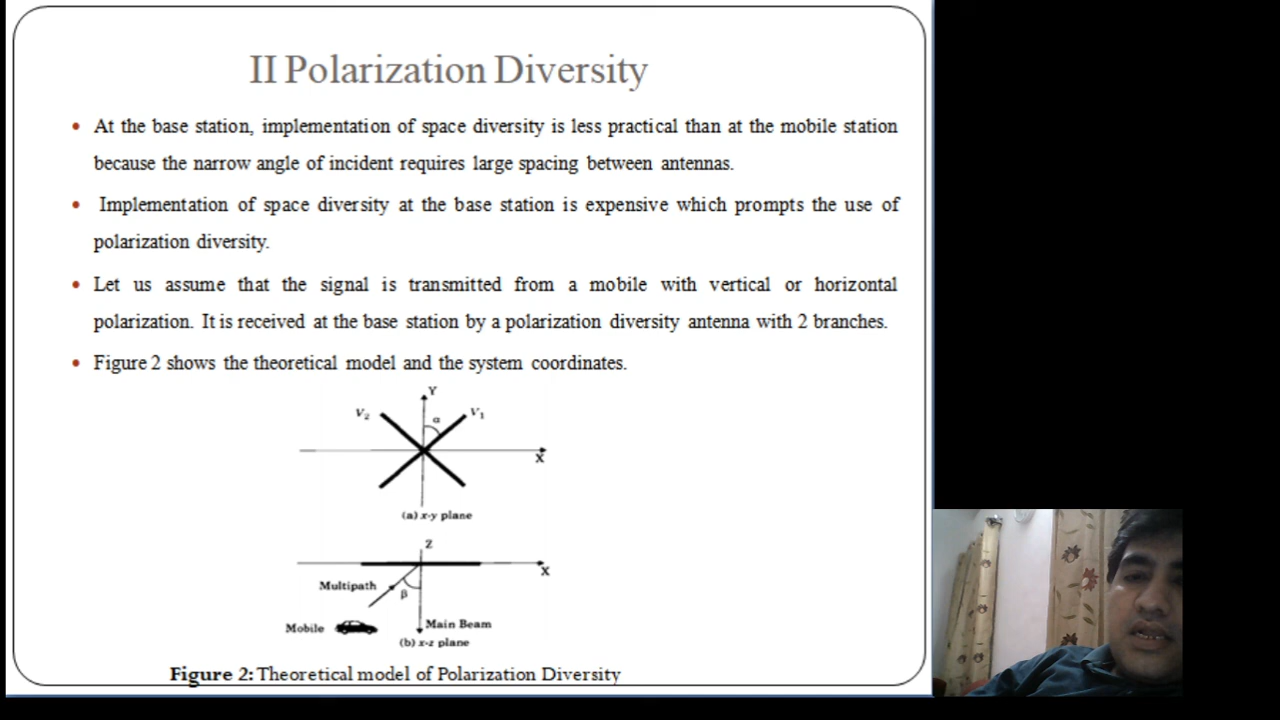 II Polarization Diversity
• At the base station, implementation of space diversity is less practical than at the mobile station
because the narrow angle of incident requires large spacing between antennas.
• Implementation of space diversity at the base station is expensive which prompts the use of
polarization diversity.
• Let us assume that the signal is transmitted from a mobile with vertical or horizontal
polarization. It is received at the base station by a polarization diversity antenna with 2 branches.
• Figure 2 shows the theoretical model and the system coordinates.
Y
V₂ α V₁
X
(a) x-y plane
Z
X
Multipath
β
Mobile Main Beam
(b) x-z plane
Figure 2: Theoretical model of Polarization Diversity